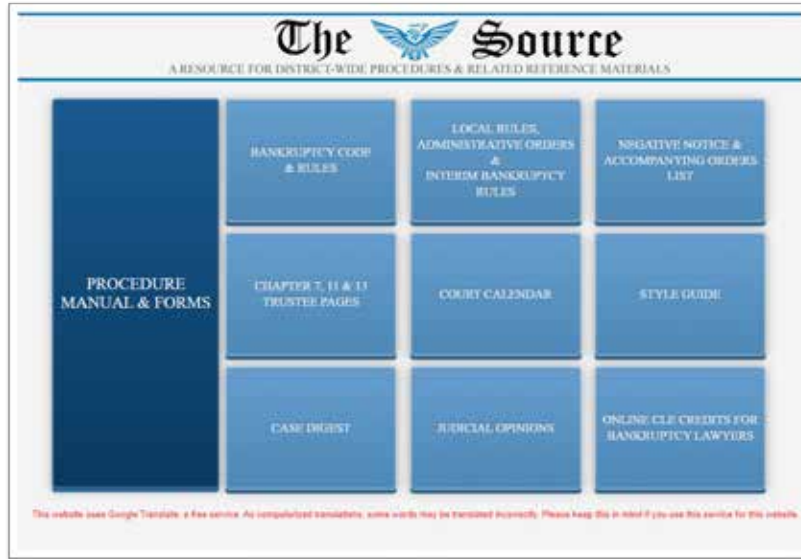 The Source
A RESOURCE FOR DISTRICT-WIDE PROCEDURES & RELATED REFERENCE MATERIALS
PROCEDURE
MANUAL & FORMS
BANKRUPTCY CODE
& RULES
LOCAL RULES,
ADMINISTRATIVE ORDERS
&
INTERIM BANKRUPTCY
RULES
NEGATIVE NOTICE &
ACCOMPANYING ORDERS
LIST
CHAPTER 7, 11 & 13
TRUSTEE PAGES
COURT CALENDAR
STYLE GUIDE
CASE DIGEST
JUDICIAL OPINIONS
ONLINE CLE CREDITS FOR
BANKRUPTCY LAWYERS
This website uses Google Translate, a free service. As computerized translations, some words may be translated incorrectly. Please keep this in mind if you use this service for this website.